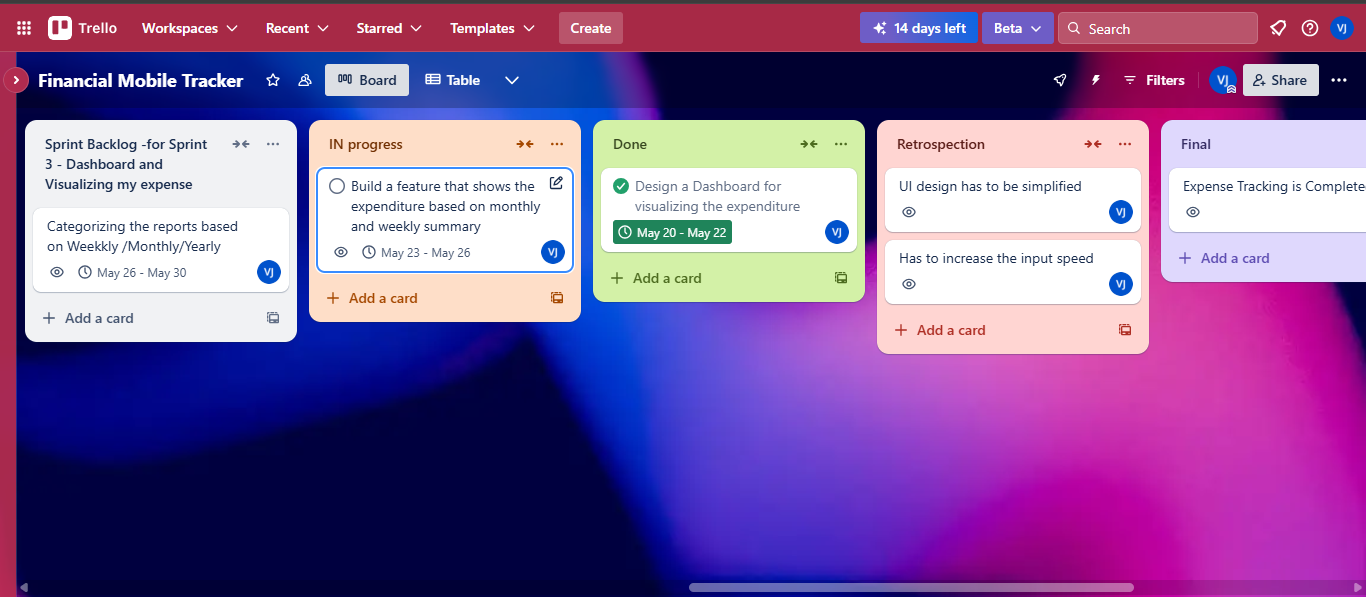 Trello
Workspaces
Recent
Starred
Templates
Create
14 days left
Beta
Search
VJ
Financial Mobile Tracker
Board
Table
Filters
VJ
Share
Sprint Backlog -for Sprint
3 - Dashboard and
Visualizing my expense
Categorizing the reports based
on Weekkly /Monthly/Yearly
May 26 - May 30
VJ
Add a card
IN progress
Build a feature that shows the
expenditure based on monthly
and weekly summary
May 23 - May 26
VJ
Add a card
Done
Design a Dashboard for
visualizing the expenditure
May 20 - May 22
VJ
Add a card
Retrospection
UI design has to be simplified
VJ
Has to increase the input speed
VJ
Add a card
Final
Expense Tracking is Complete
Add a card